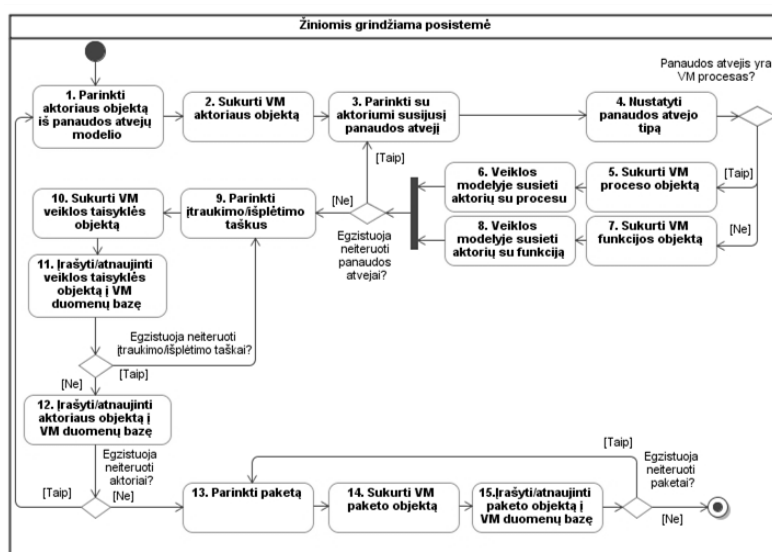 Žiniomis grindžiama posistemė
Panaudos atvejis yra
VM procesas?
1. Parinkti
aktoriaus objektą
iš panaudos atvejų
modelio
2. Sukurti VM
aktoriaus objektą
3. Parinkti su
aktoriumi susijusį
panaudos atvejį
4. Nustatyti
panaudos atvejo
tipą
[Taip]
[Taip]
[Ne]
5. Sukurti VM
proceso objektą
6. Veiklos
modelyje susieti
aktorių su procesu
7. Sukurti VM
funkcijos objektą
8. Veiklos
modelyje susieti
aktorių su funkciją
[Ne]
Egzistuoja
neiteruoti
panaudos
atvejai?
9. Parinkti
įtraukimo/išplėtimo
taškus
10. Sukurti VM
veiklos taisyklės
objektą
11. Įrašyti/atnaujinti
veiklos taisyklės
objektą į VM
duomenų bazę
Egzistuoja neiteruoti
įtraukimo/išplėtimo taškai?
[Ne]
[Taip]
12. Įrašyti/atnaujinti
aktoriaus objektą į
VM duomenų bazę
Egzistuoja
neiteruoti
aktoriai?
[Taip]
[Ne]
13. Parinkti paketą
14. Sukurti VM
paketo objektą
15.Įrašyti/atnaujinti
paketo objektą į
VM duomenų bazę
[Taip]
Egzistuoja
neiteruoti
paketai?
[Ne]